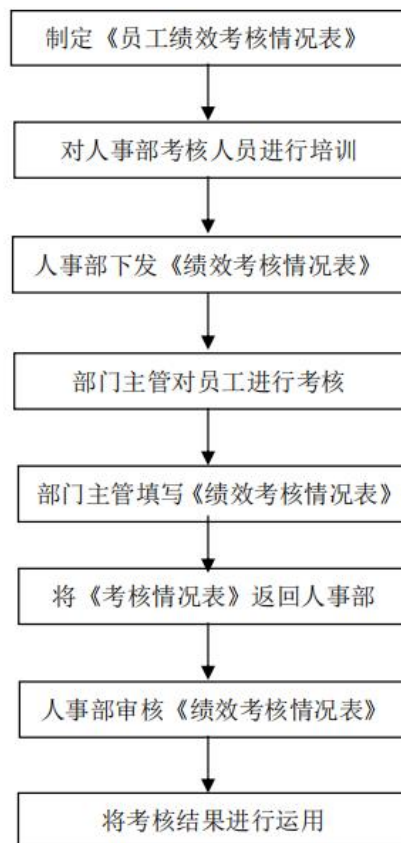 制定《员工绩效考核情况表》
对人事部考核人员进行培训
人事部下发《绩效考核情况表》
部门主管对员工进行考核
部门主管填写《绩效考核情况表》
将《考核情况表》返回人事部
人事部审核《绩效考核情况表》
将考核结果进行运用